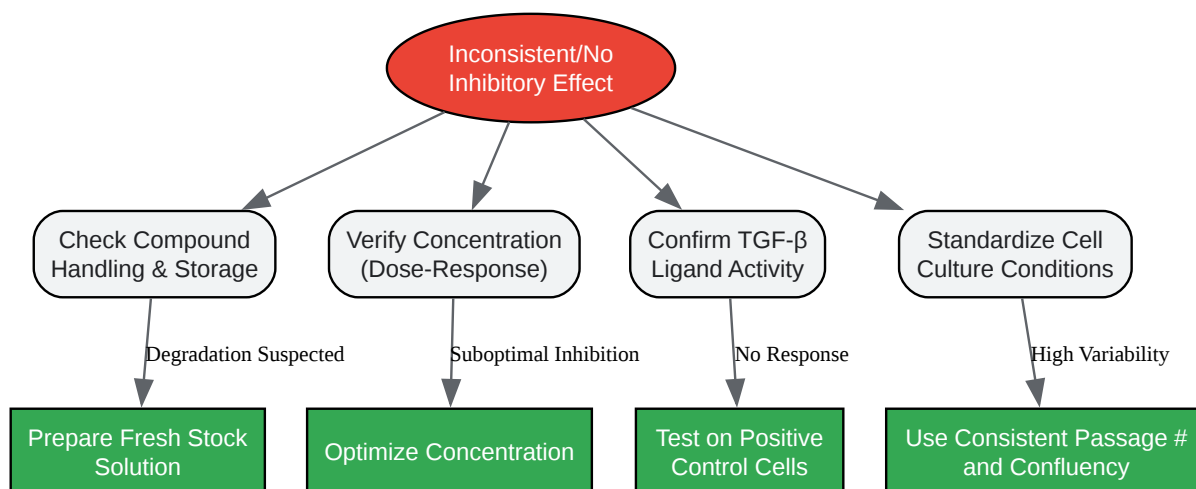 Inconsistent/No
Inhibitory Effect
Check Compound
Handling & Storage
Verify Concentration
(Dose-Response)
Confirm TGF-β
Ligand Activity
Standardize Cell
Culture Conditions
Degradation Suspected
Suboptimal Inhibition
No Response
High Variability
Prepare Fresh Stock
Solution
Optimize Concentration
Test on Positive
Control Cells
Use Consistent Passage #
and Confluency